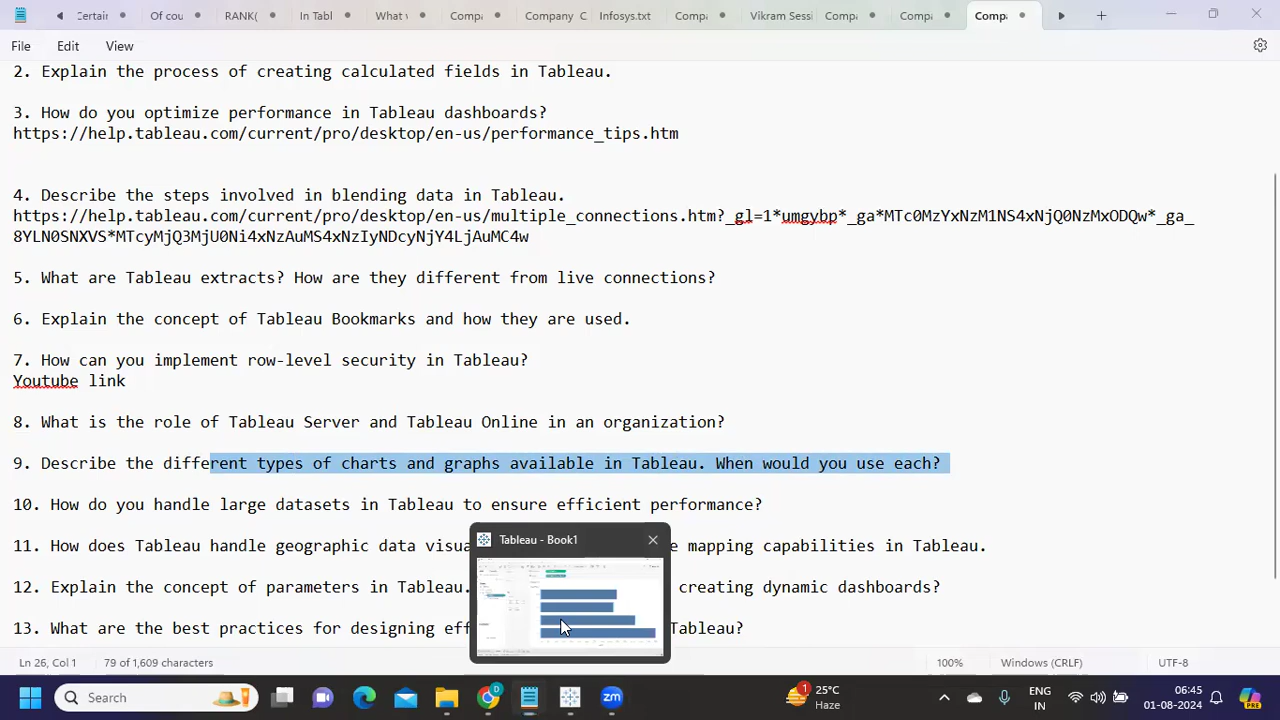 Certain
Of cou
RANK(
In Tabl
What
Comp
Company C
Infosys.txt
Comp
Vikram Sessi
Comp
Comp
Comp
File Edit View
2. Explain the process of creating calculated fields in Tableau.
3. How do you optimize performance in Tableau dashboards?
https://help.tableau.com/current/pro/desktop/en-us/performance_tips.htm
4. Describe the steps involved in blending data in Tableau.
https://help.tableau.com/current/pro/desktop/en-us/multiple_connections.htm?_gl=1*umgybp*_ga*MTc0MzYxNzM1NS4xNjQ0NzMxODQw*_ga_
8YLN0SNXVS*MTcyMjQ3MjU0Ni4xNzAuMS4xNzIyNDcyNjY4LjAuMC4w
5. What are Tableau extracts? How are they different from live connections?
6. Explain the concept of Tableau Bookmarks and how they are used.
7. How can you implement row-level security in Tableau?
Youtube link
8. What is the role of Tableau Server and Tableau Online in an organization?
9. Describe the different types of charts and graphs available in Tableau. When would you use each?
10. How do you handle large datasets in Tableau to ensure efficient performance?
Tableau - Book1
11. How does Tableau handle geographic data visua e mapping capabilities in Tableau.
12. Explain the concept of parameters in Tableau. creating dynamic dashboards?
13. What are the best practices for designing eff Tableau?
Ln 26, Col 1 79 of 1,609 characters 100% Windows (CRLF) UTF-8
Search
25°C
Haze
ENG
IN
06:45
01-08-2024
PRE